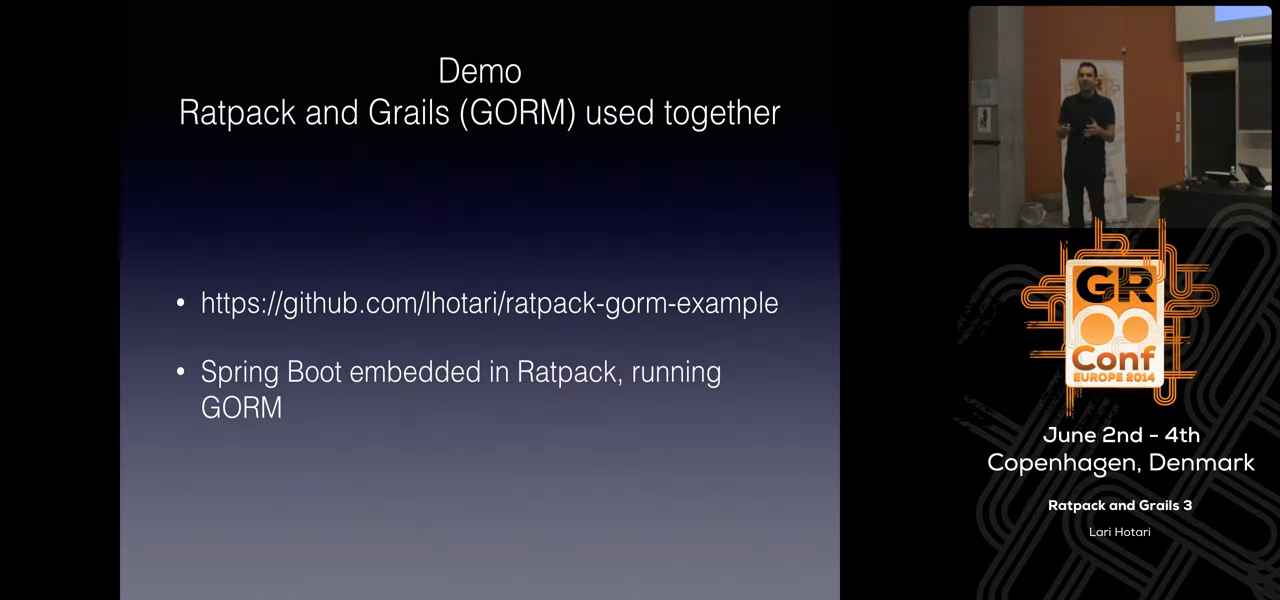 Demo
Ratpack and Grails (GORM) used together
• https://github.com/lhotari/ratpack-gorm-example
• Spring Boot embedded in Ratpack, running
GORM
GR
Conf
EUROPE 2014
June 2nd - 4th
Copenhagen, Denmark
Ratpack and Grails 3
Lari Hotari